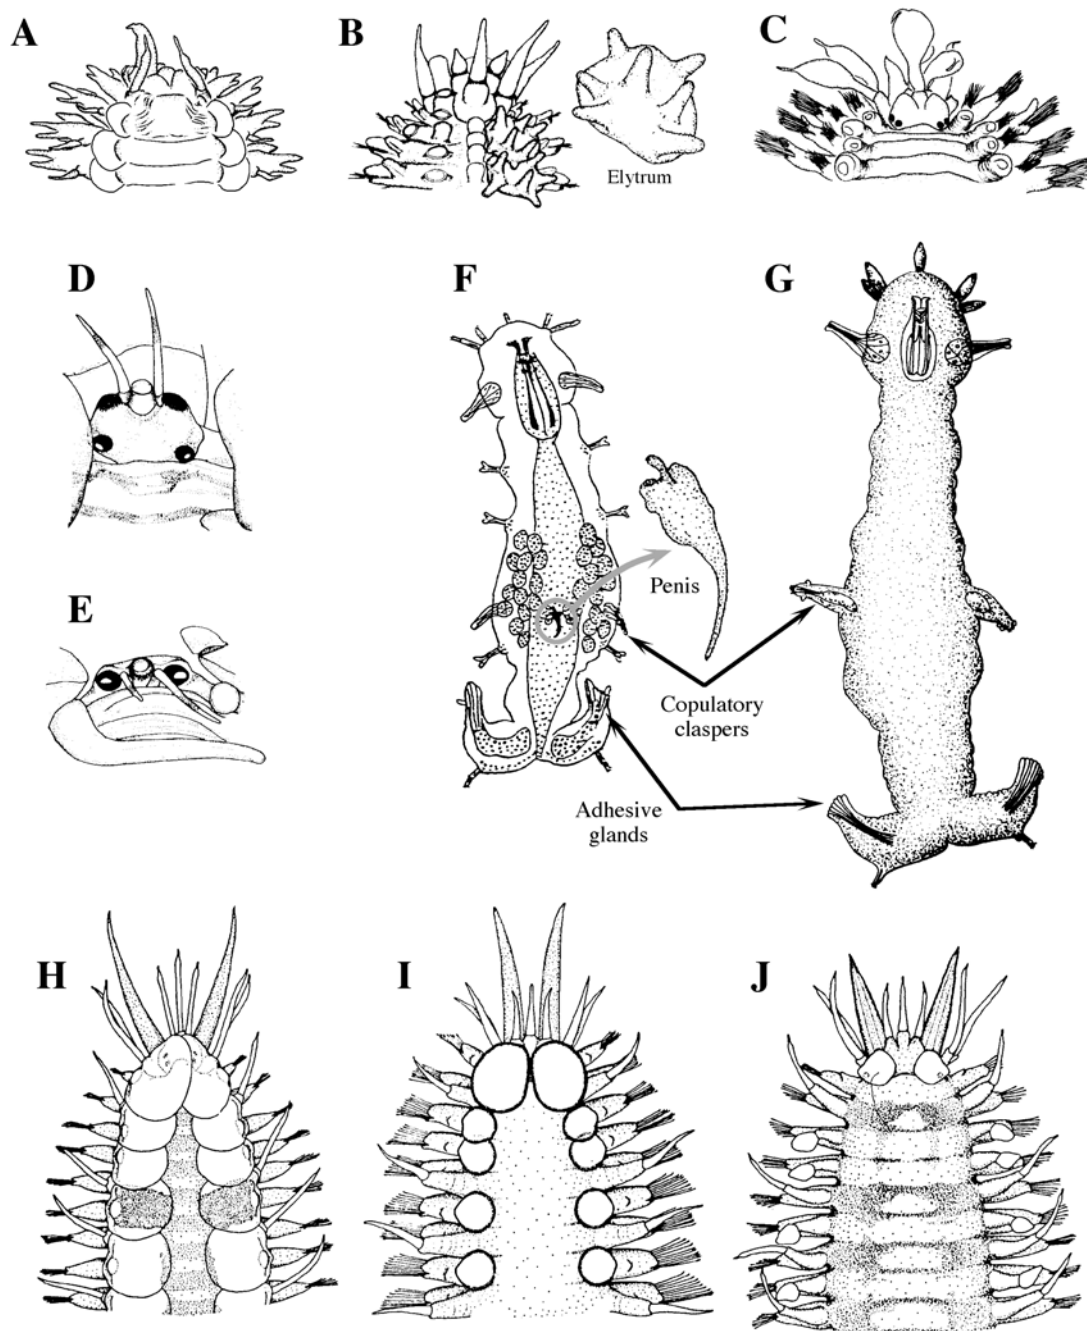 A
B
C
Elytrum
D
E
F
G
Penis
Copulatory
claspers
Adhesive
glands
H
I
J